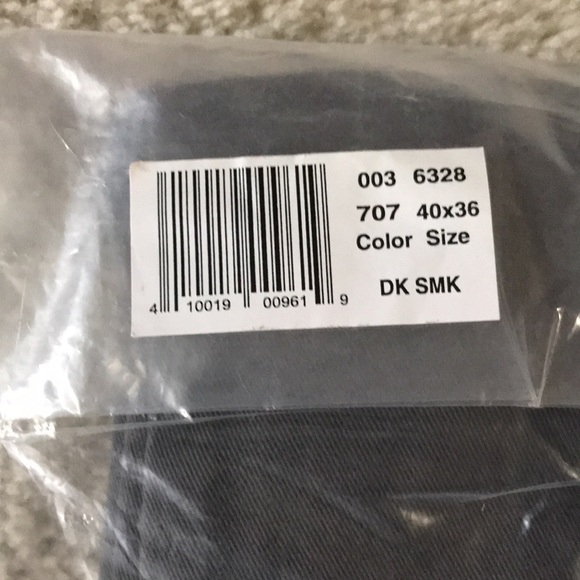 003 6328
707 40x36
Color Size
DK SMK
4 10019 00961 9